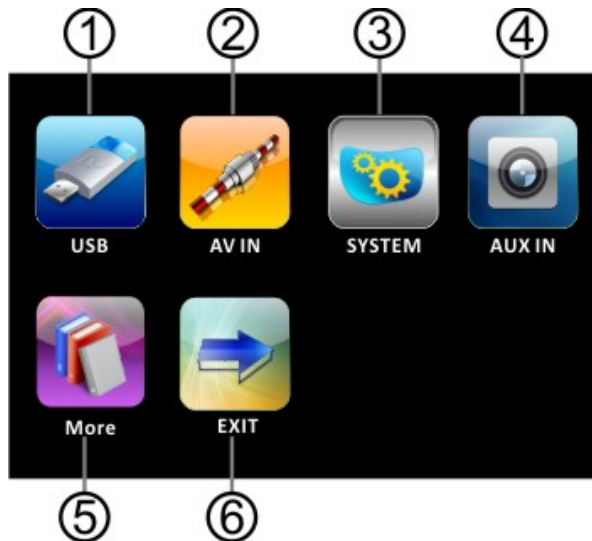 ① ② ③ ④
USB AV IN SYSTEM AUX IN
More EXIT
⑤ ⑥